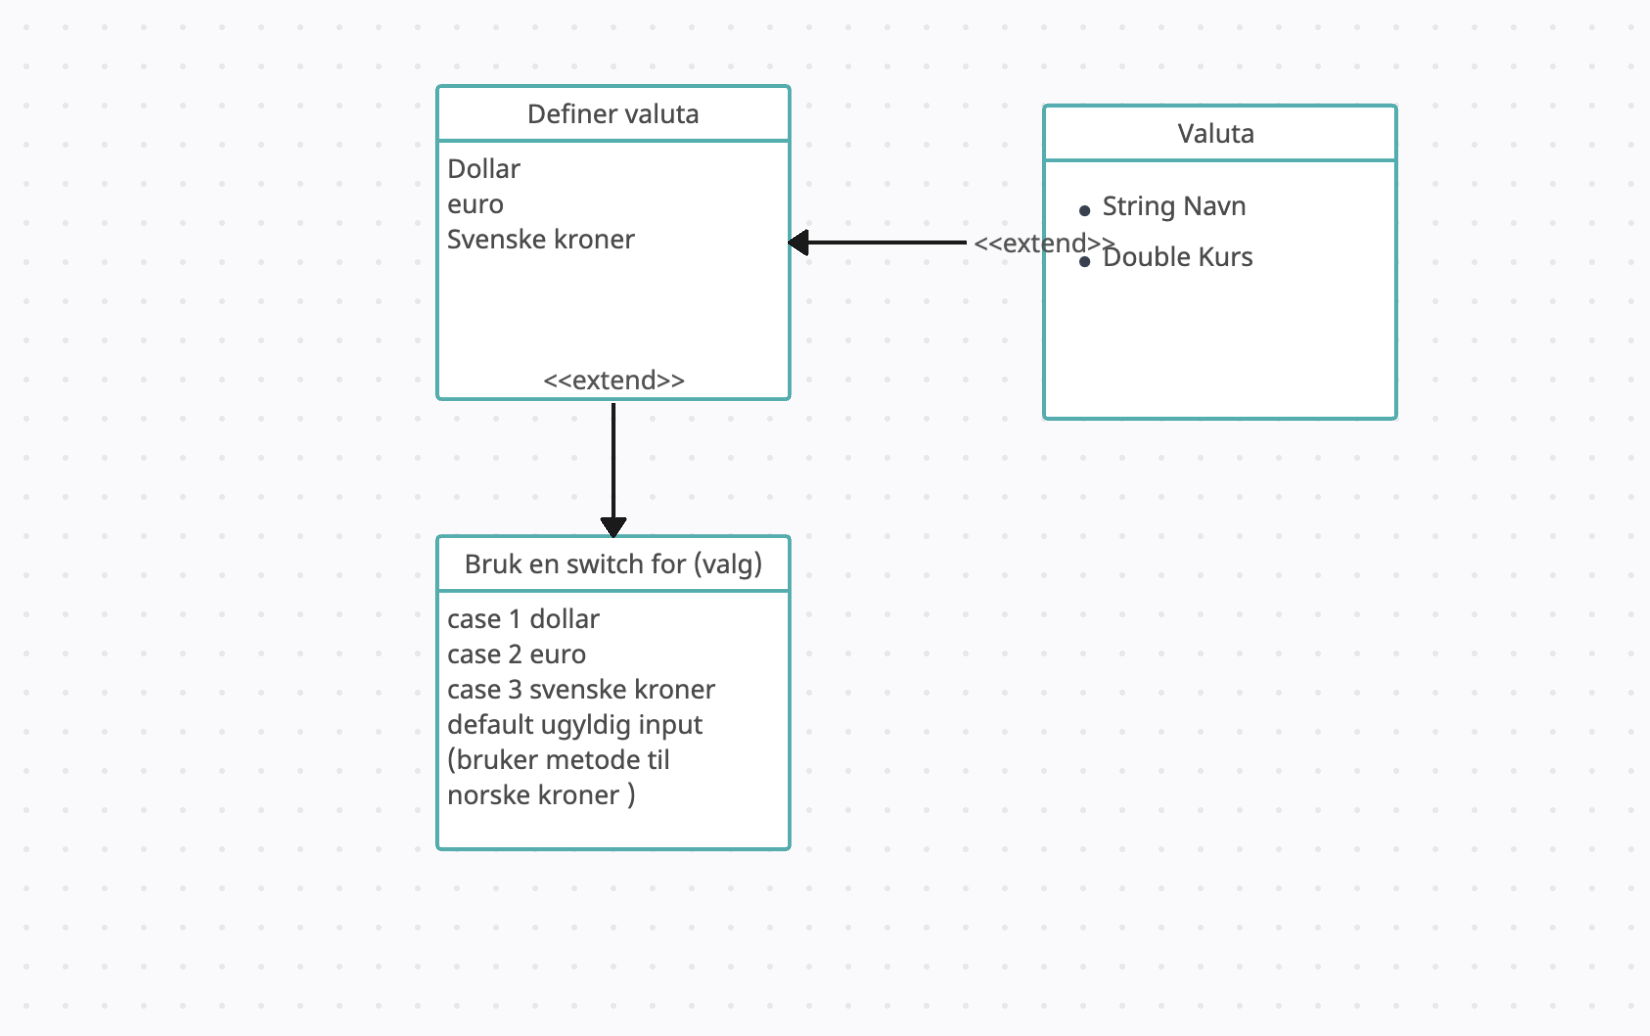 Definer valuta
Dollar
euro
Svenske kroner
<<extend>>
Valuta
String Navn
<<extend>>
Double Kurs
Bruk en switch for (valg)
case 1 dollar
case 2 euro
case 3 svenske kroner
default ugyldig input
(bruker metode til
norske kroner )